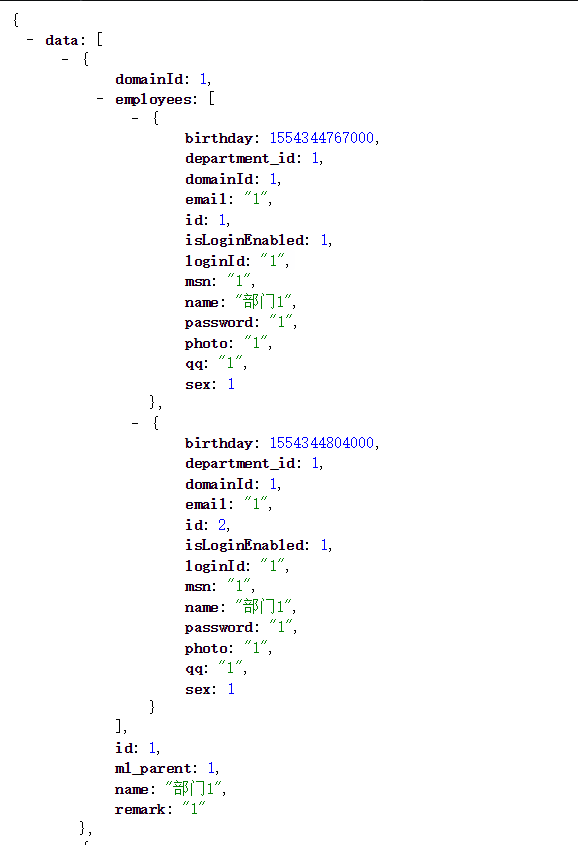 {
- data: [
- {
domainId: 1,
- employees: [
- {
birthday: 1554344767000,
department_id: 1,
domainId: 1,
email: "1",
id: 1,
isLoginEnabled: 1,
loginId: "1",
msn: "1",
name: "部门1",
password: "1",
photo: "1",
qq: "1",
sex: 1
},
- {
birthday: 1554344804000,
department_id: 1,
domainId: 1,
email: "1",
id: 2,
isLoginEnabled: 1,
loginId: "1",
msn: "1",
name: "部门1",
password: "1",
photo: "1",
qq: "1",
sex: 1
}
],
id: 1,
ml_parent: 1,
name: "部门1",
remark: "1"
},